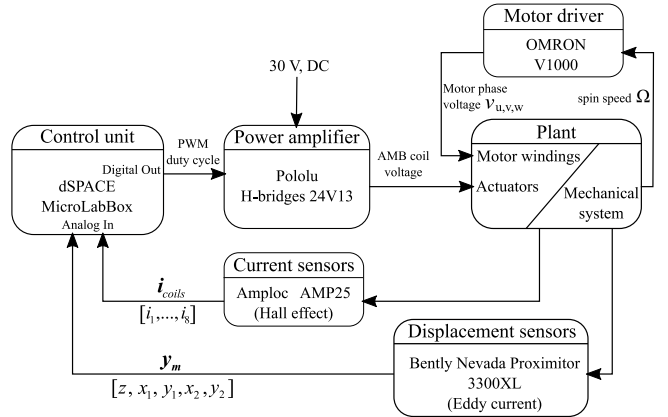 Motor driver
OMRON
V1000
30 V, DC
Motor phase
voltage v_{u,v,w}
spin speed Ω
Control unit
Digital Out
dSPACE
MicroLabBox
Analog In
PWM
duty cycle
Power amplifier
Pololu
H-bridges 24V13
AMB coil
voltage
Plant
Motor windings
Actuators
Mechanical
system
i_{coils}
[i_1,...,i_8]
Current sensors
Amploc AMP25
(Hall effect)
y_m
[z, x_1, y_1, x_2, y_2]
Displacement sensors
Bently Nevada Proximitor
3300XL
(Eddy current)